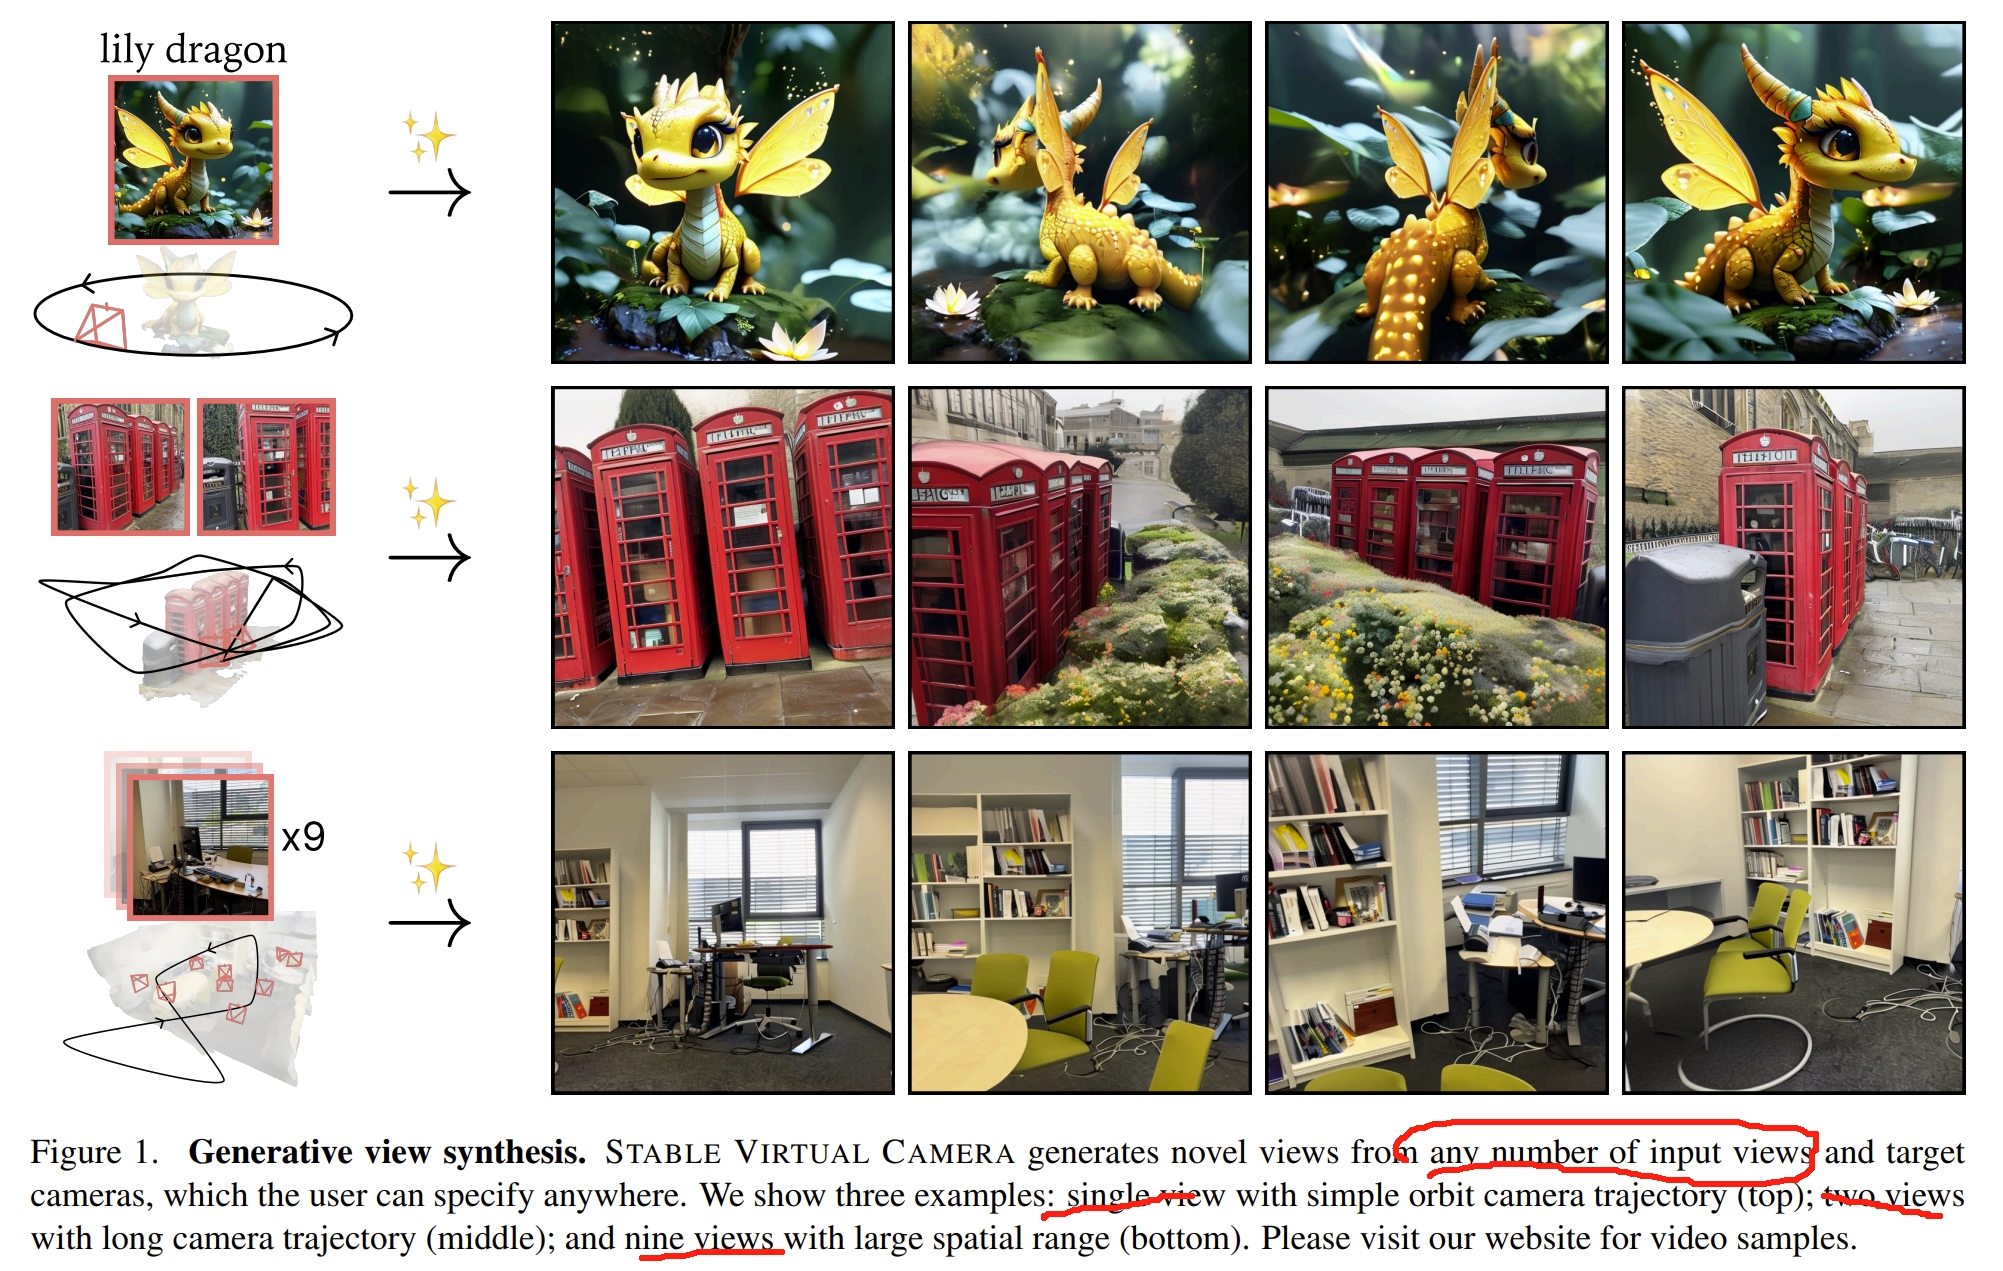 lily dragon
x9
Figure 1. Generative view synthesis. STABLE VIRTUAL CAMERA generates novel views from any number of input views and target
cameras, which the user can specify anywhere. We show three examples: single view with simple orbit camera trajectory (top); two views
with long camera trajectory (middle); and nine views with large spatial range (bottom). Please visit our website for video samples.